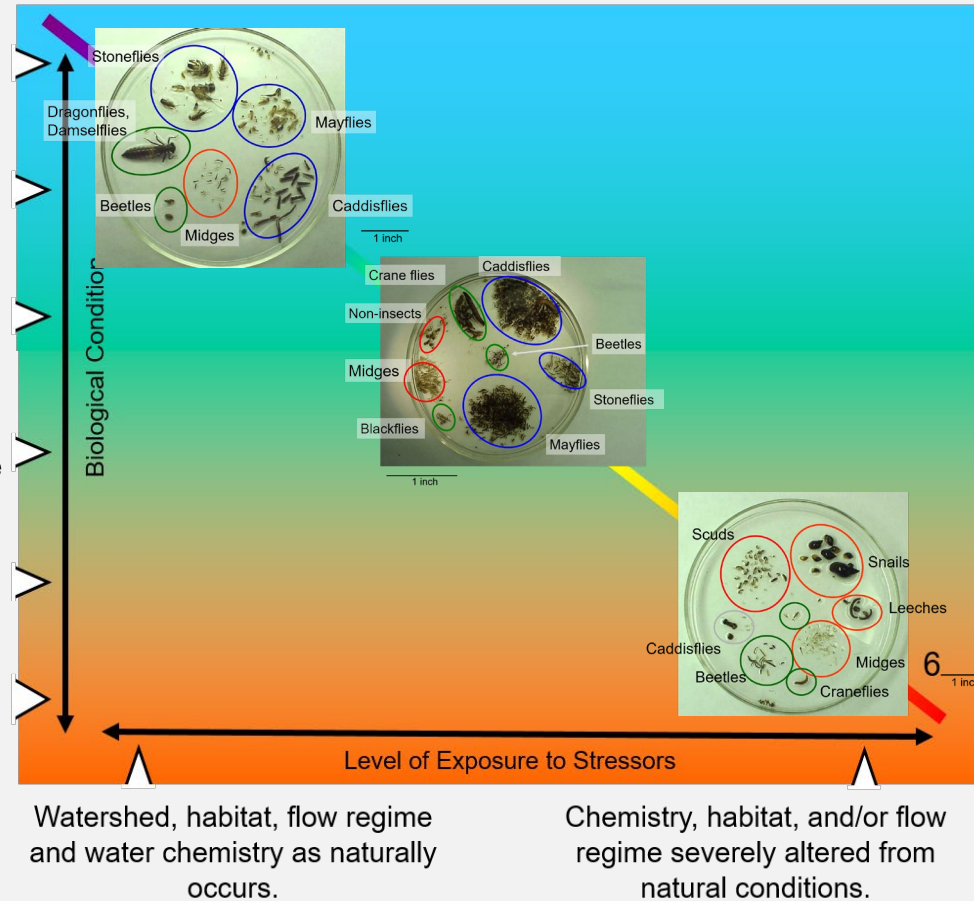 Stoneflies
Dragonflies,
Damselflies
Mayflies
Beetles
Caddisflies
Midges
1 inch
Biological Condition
Crane flies
Caddisflies
Non-insects
Beetles
Midges
Stoneflies
Blackflies
Mayflies
1 inch
Scuds
Snails
Leeches
Caddisflies
Midges
Beetles
Craneflies
6
1 inc
Level of Exposure to Stressors
Watershed, habitat, flow regime
and water chemistry as naturally
occurs.
Chemistry, habitat, and/or flow
regime severely altered from
natural conditions.